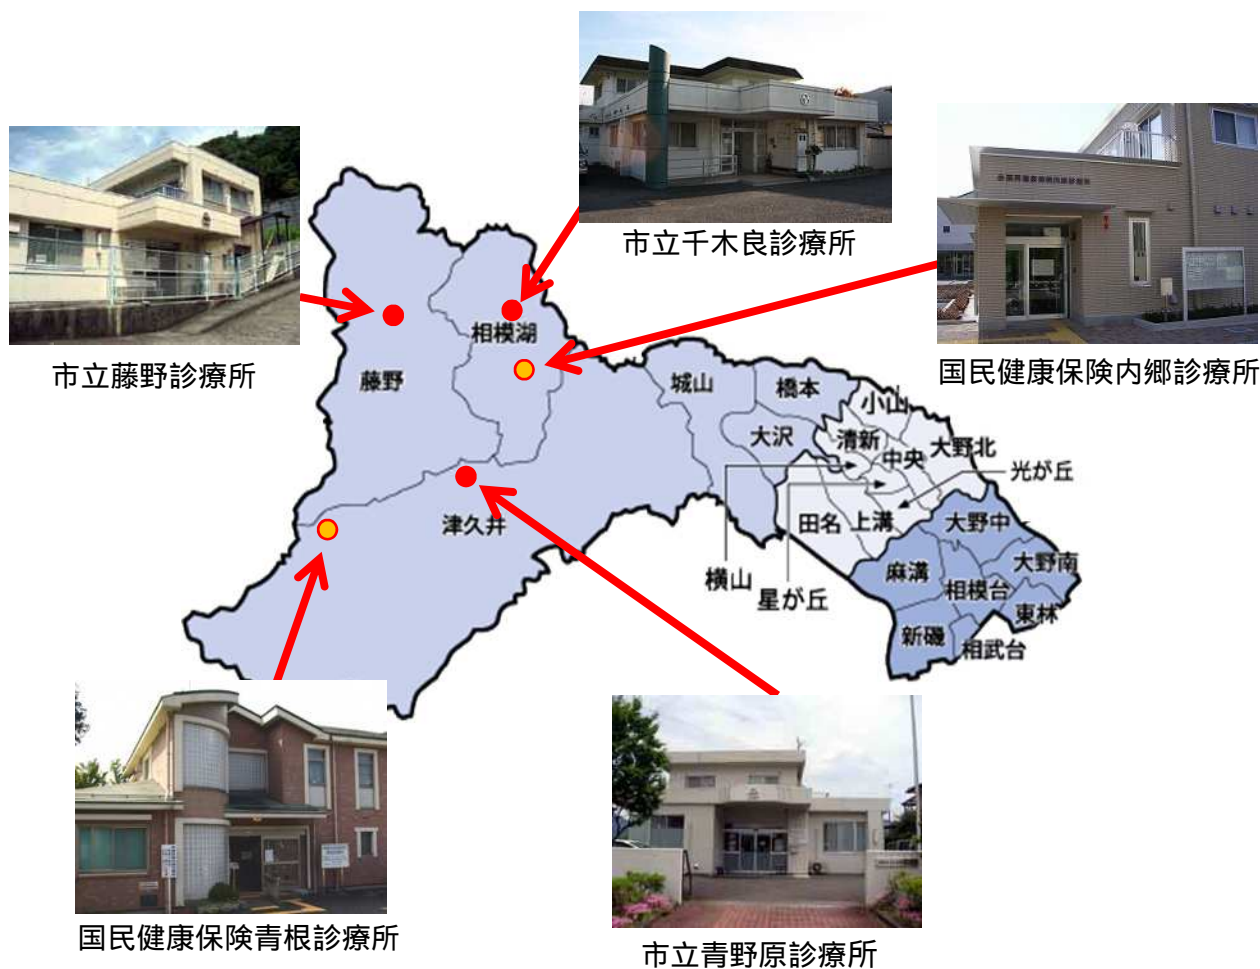 市立千木良診療所
市立藤野診療所
国民健康保険内郷診療所
相模湖
藤野
城山
橋本
小山
大沢
清新
中央
大野北
光が丘
津久井
田名
上溝
大野中
横山
星が丘
麻溝
相模台
大野南
東林
新磯
相武台
国民健康保険青根診療所
市立青野原診療所